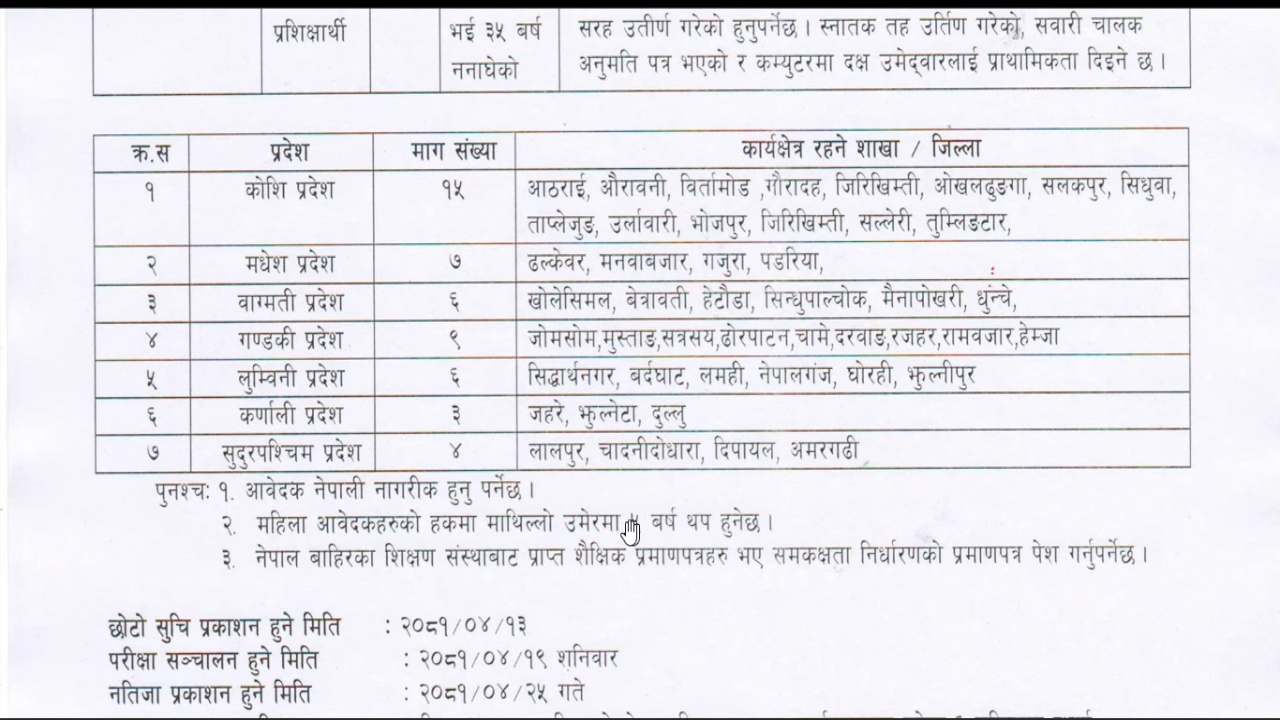 प्रशिक्षार्थी भई ३५ बर्ष सरह उतीर्ण गरेको हुनुपर्नेछ । स्नातक तह उर्तिण गरेको, सवारी चालक
ननाघेको अनुमति पत्र भएको र कम्युटरमा दक्ष उमेद्वारलाई प्राथामिकता दिइने छ ।
क्र.स प्रदेश माग संख्या कार्यक्षेत्र रहने शाखा / जिल्ला
१ कोशि प्रदेश १५ आठराई, औरावनी, विर्तामोड ,गौरादह, जिरिखिम्ती, ओखलढुङगा, सलकपुर, सिधुवा,
ताप्लेजुङ, उर्लावारी, भोजपुर, जिरिखिम्ती, सल्लेरी, तुम्लिङटार,
२ मधेश प्रदेश ७ ढल्केवर, मनवाबजार, गजुरा, पडरिया,
३ वाग्मती प्रदेश ६ खोलेसिमल, बेत्रावती, हेटौडा, सिन्धुपाल्चोक, मैनापोखरी, धुन्चे,
४ गण्डकी प्रदेश ९ जोमसोम,मुस्ताङ,सत्रसय,ढोरपाटन,चामे,दरवाङ,रजहर,रामवजार,हेम्जा
५ लुम्विनी प्रदेश ६ सिद्धार्थनगर, बर्दघाट, लमही, नेपालगंज, घोरही, भुल्नीपुर
६ कर्णाली प्रदेश ३ जहरे, भुल्नेटा, दुल्लु
७ सुदुरपश्चिम प्रदेश ४ लालपुर, चादनीदोधारा, दिपायल, अमरगढी
पुनश्चः १. आवेदक नेपाली नागरीक हुनु पर्नेछ ।
२. महिला आवेदकहरुको हकमा माथिल्लो उमेरमा बर्ष थप हुनेछ ।
३. नेपाल बाहिरका शिक्षण संस्थाबाट प्राप्त शैक्षिक प्रमाणपत्रहरु भए समकक्षता निर्धारणको प्रमाणपत्र पेश गर्नुपर्नेछ ।
छोटो सुचि प्रकाशन हुने मिति : २०८१/०४/१३
परीक्षा सञ्चालन हुने मिति : २०८१/०४/१९ शनिवार
नतिजा प्रकाशन हुने मिति : २०८१/०४/२५ गते